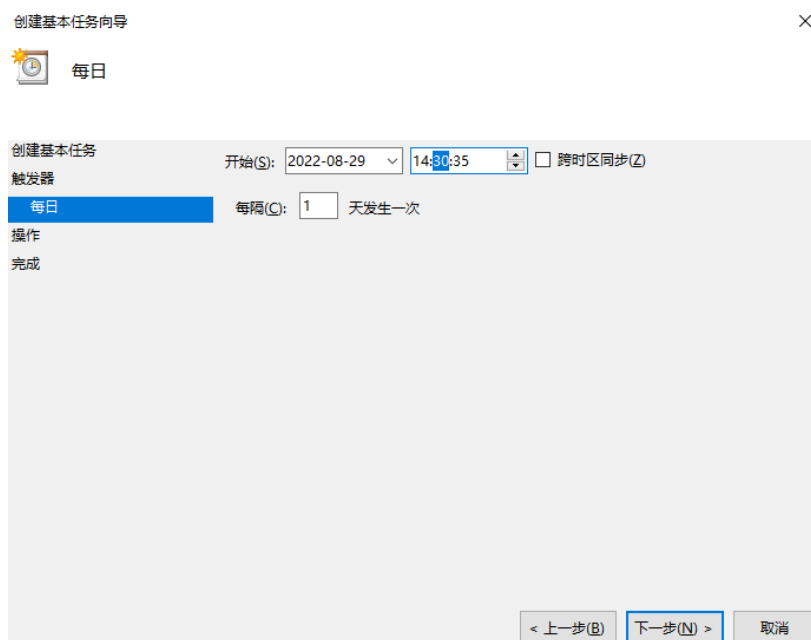 创建基本任务向导
每日
创建基本任务
触发器
每日
操作
完成
开始(S): 2022-08-29 14:30:35 跨时区同步(Z)
每隔(C): 1 天发生一次
< 上一步(B) 下一步(N) > 取消